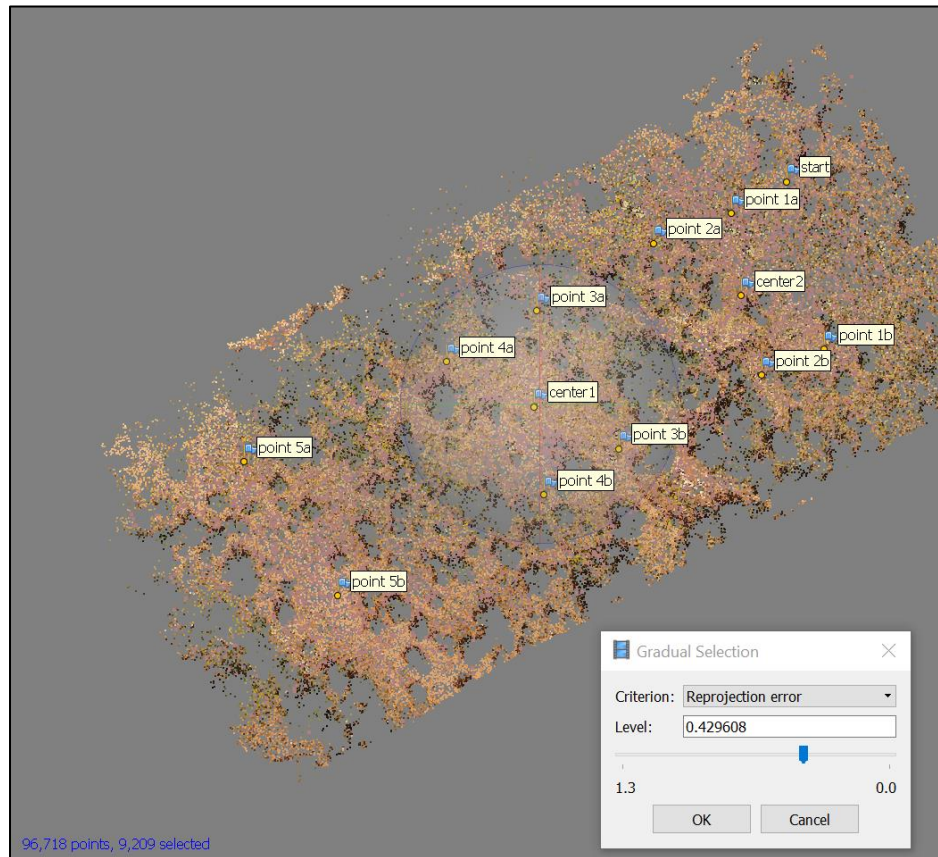 start
point 1a
point 2a
center2
point 3a
point 1b
point 4a
point 2b
center1
point 3b
point 5a
point 4b
point 5b
Gradual Selection
Criterion: Reprojection error
Level: 0.429608
1.3 0.0
OK Cancel
96,718 points, 9,209 selected